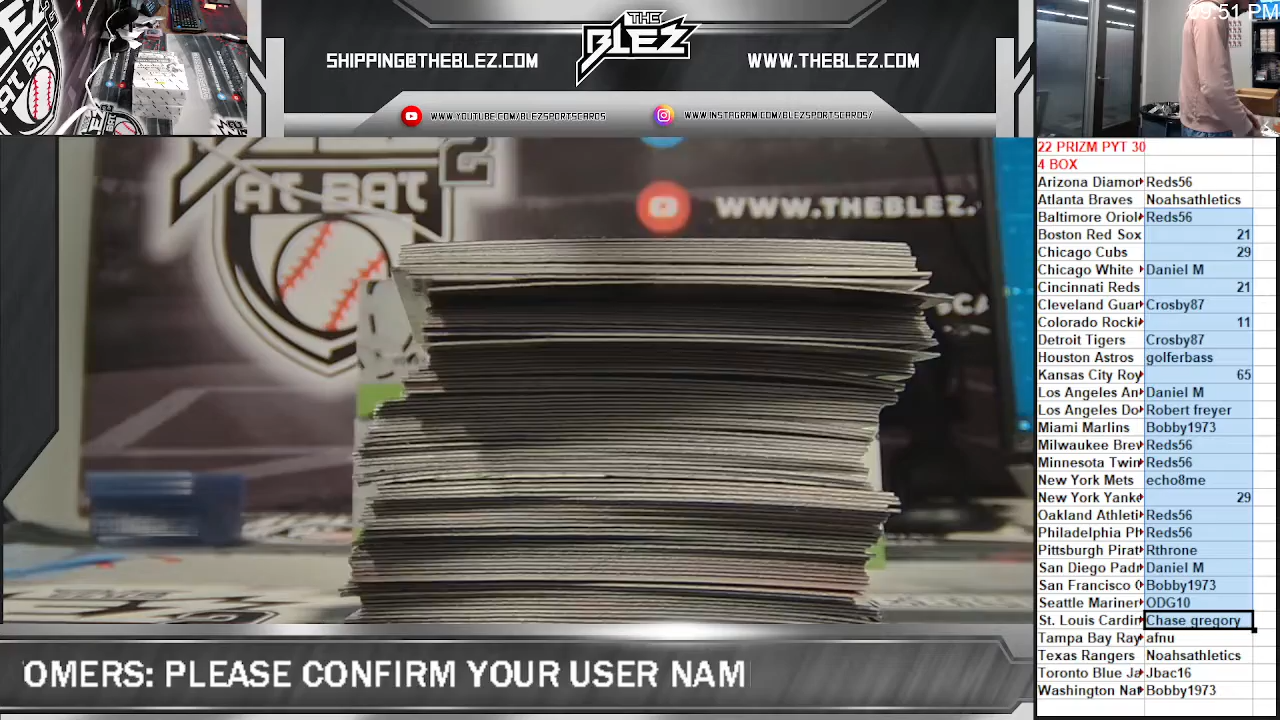 THE
BLEZ
SHIPPING@THEBLEZ.COM
WWW.THEBLEZ.COM
WWW.YOUTUBE.COM/BLEZSPORTSCARDS
WWW.INSTAGRAM.COM/BLEZSPORTSCARDS/
09:51 PM
2
AT BAT
WWW.THEBLEZ.
22 PRIZM PYT 30
4 BOX
Arizona Diamor Reds56
Atlanta Braves Noahsathletics
Baltimore Oriol Reds56
Boston Red Sox 21
Chicago Cubs 29
Chicago White Daniel M
Cincinnati Reds 21
Cleveland Guar Crosby87
Colorado Rocki 11
Detroit Tigers Crosby87
Houston Astros golferbass
Kansas City Roy 65
Los Angeles An Daniel M
Los Angeles Do Robert freyer
Miami Marlins Bobby1973
Milwaukee Brev Reds56
Minnesota Twin Reds56
New York Mets echo8me
New York Yanke 29
Oakland Athleti Reds56
Philadelphia Pl Reds56
Pittsburgh Pirat Rthrone
San Diego Padr Daniel M
San Francisco G Bobby1973
Seattle Mariner ODG10
St. Louis Cardin Chase gregory
Tampa Bay Ray afnu
Texas Rangers Noahsathletics
Toronto Blue Ja Jbac16
Washington Nat Bobby1973
OMERS: PLEASE CONFIRM YOUR USER NAM